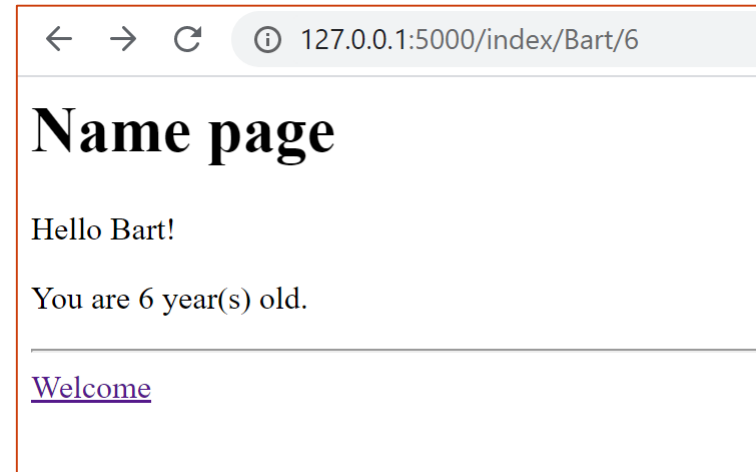 127.0.0.1:5000/index/Bart/6
Name page
Hello Bart!
You are 6 year(s) old.
Welcome